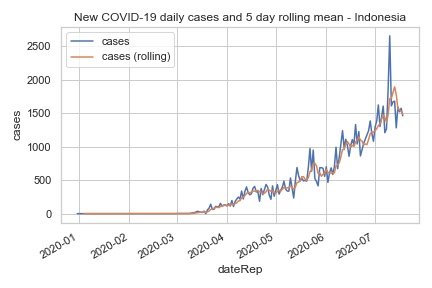 New COVID-19 daily cases and 5 day rolling mean - Indonesia
cases
cases (rolling)
2500
2000
1500
1000
500
0
cases
2020-01
2020-02
2020-03
2020-04
2020-05
2020-06
2020-07
dateRep